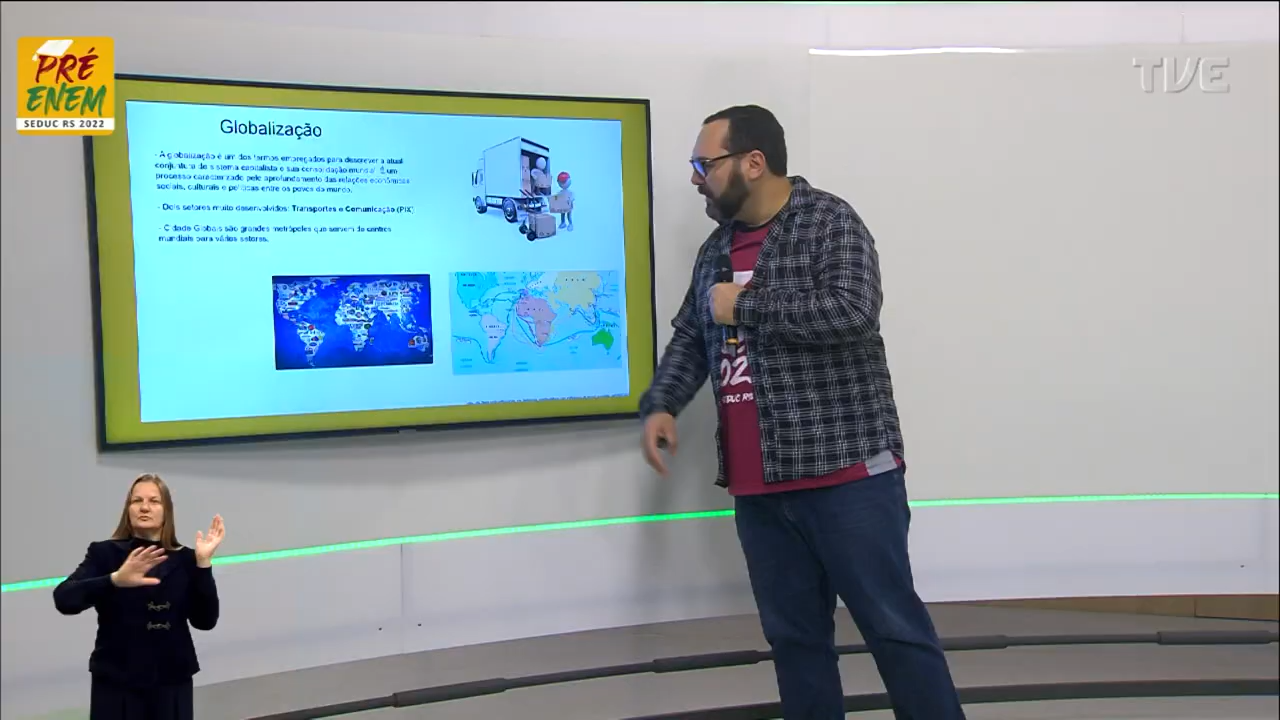 PRÉ
ENEM
SEDUC RS 2022
TVE
Globalização
- A globalização é um dos termos empregados para descrever a atual
conjuntura do sistema capitalista e sua consolidação mundial. É um
processo caracterizado pelo aprofundamento das relações econômicas
sociais, culturais e políticas entre os povos do mundo.
- Dois setores muito desenvolvidos: Transportes e Comunicação (PIX)
- Cidade Globais são grandes metrópoles que servem de centros
mundiais para vários setores.
SEDUC RS